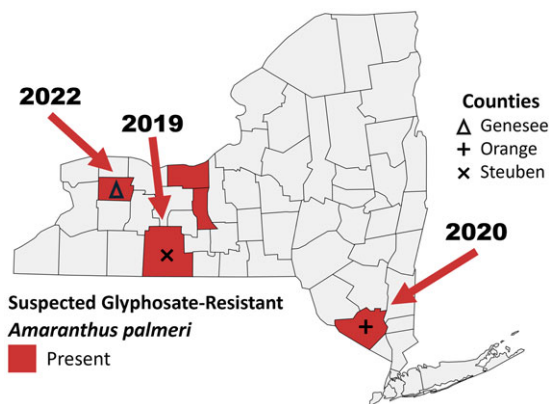 2022
2019
Counties
△ Genesee
+ Orange
× Steuben
2020
Suspected Glyphosate-Resistant
Amaranthus palmeri
Present